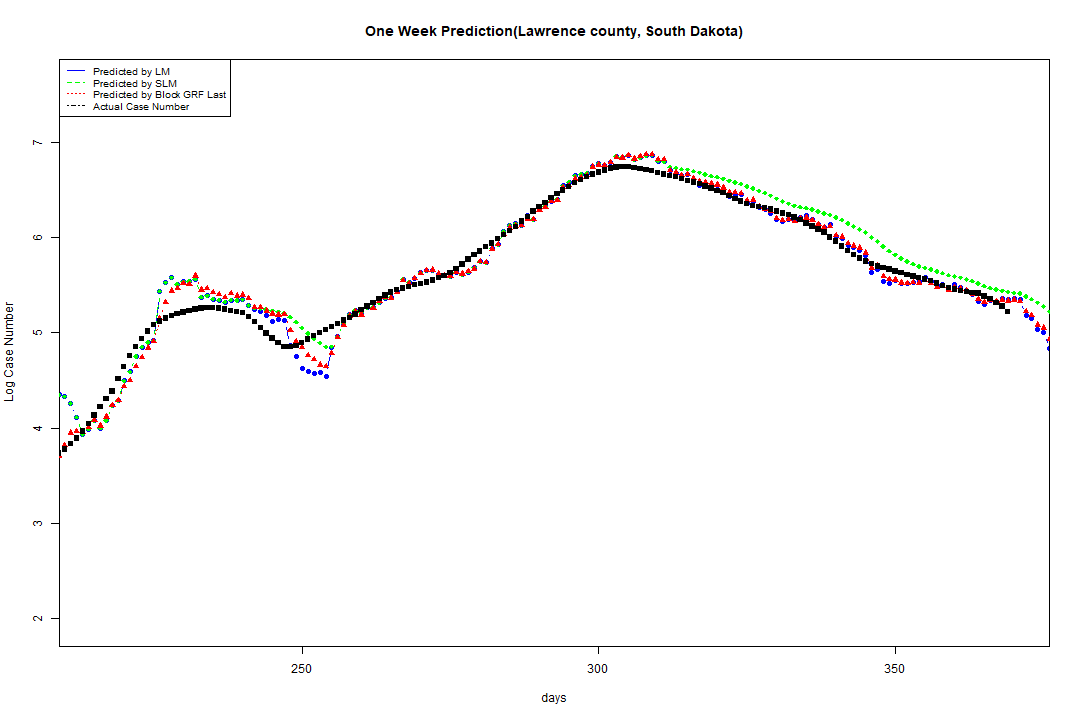 One Week Prediction(Lawrence county, South Dakota)
Predicted by LM
Predicted by SLM
Predicted by Block GRF Last
Actual Case Number
7
6
5
4
3
2
Log Case Number
250 300 350
days